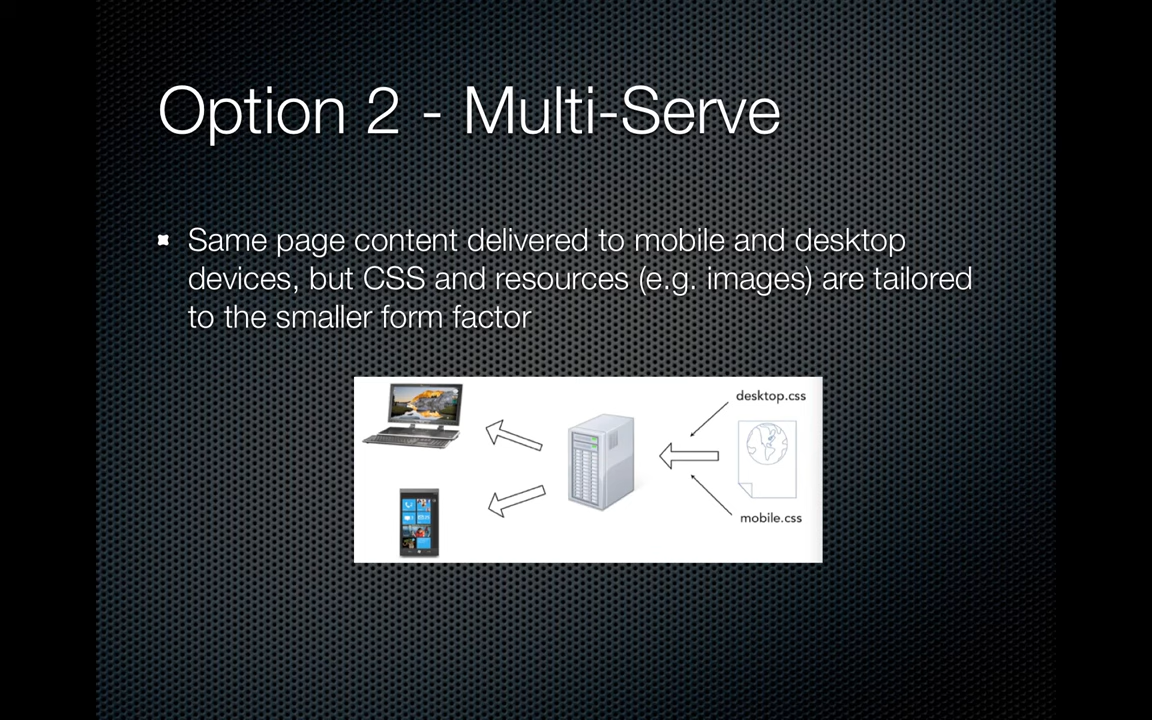 Option 2 - Multi-Serve
Same page content delivered to mobile and desktop
devices, but CSS and resources (e.g. images) are tailored
to the smaller form factor
desktop.css
mobile.css